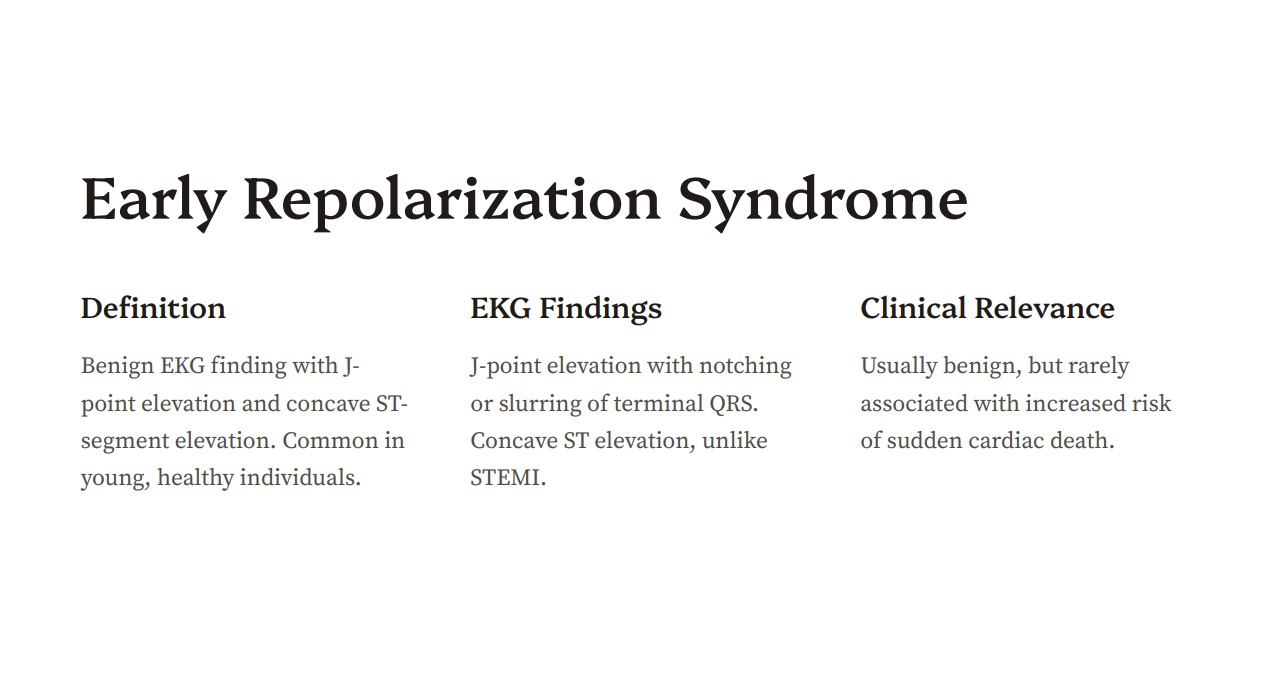 Early Repolarization Syndrome
Definition
Benign EKG finding with J-
point elevation and concave ST-
segment elevation. Common in
young, healthy individuals.
EKG Findings
J-point elevation with notching
or slurring of terminal QRS.
Concave ST elevation, unlike
STEMI.
Clinical Relevance
Usually benign, but rarely
associated with increased risk
of sudden cardiac death.